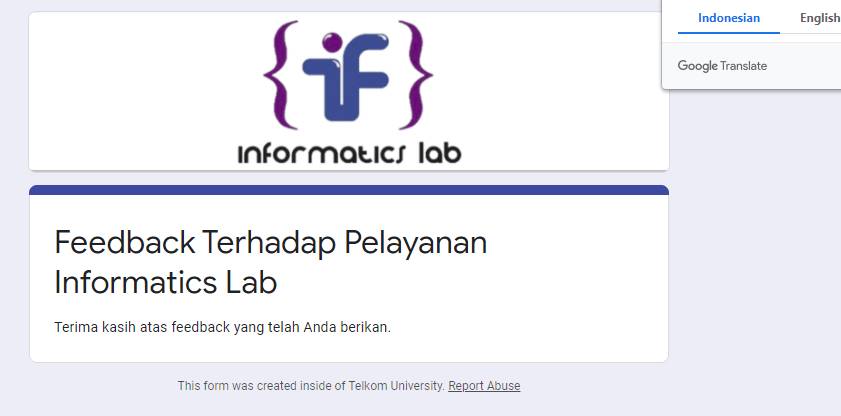 Indonesian English
Google Translate
if
informatics lab
Feedback Terhadap Pelayanan
Informatics Lab
Terima kasih atas feedback yang telah Anda berikan.
This form was created inside of Telkom University. Report Abuse